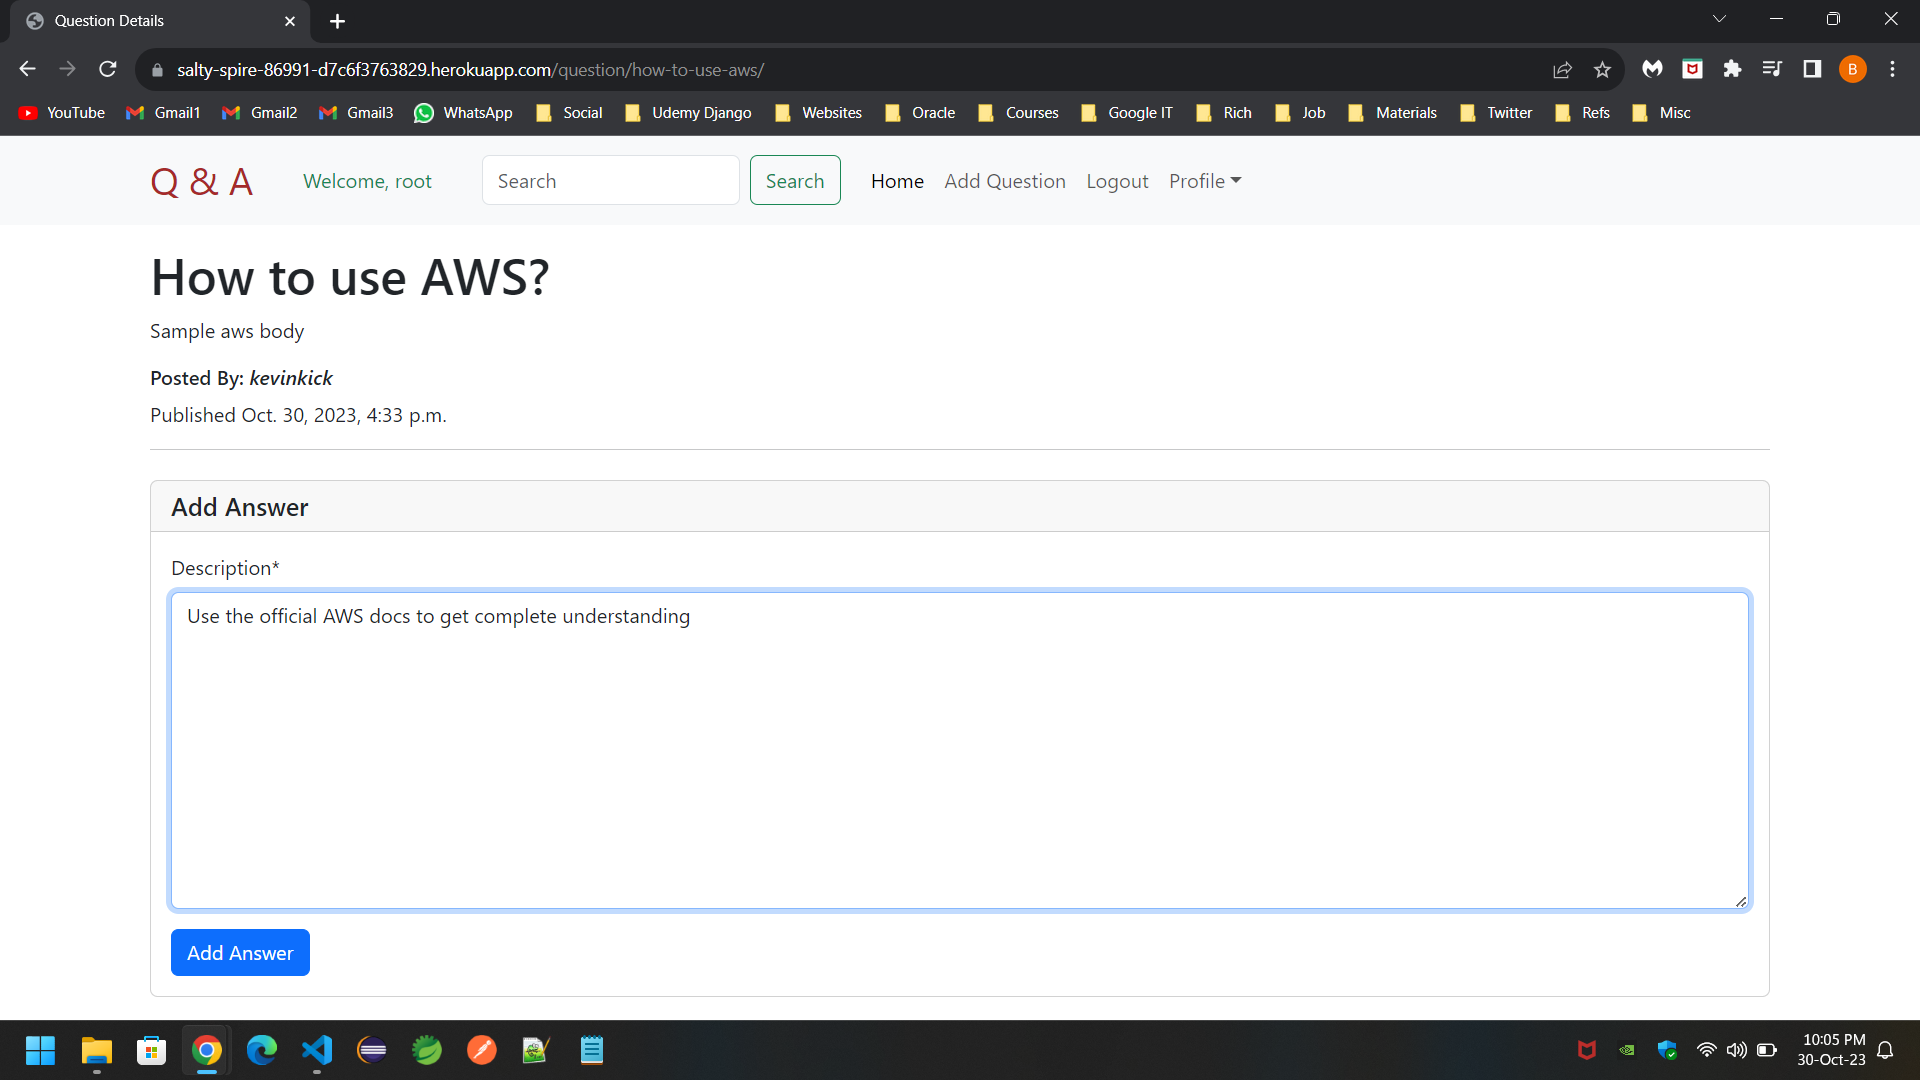 Question Details
salty-spire-86991-d7c6f3763829.herokuapp.com/question/how-to-use-aws/
B
YouTube Gmail1 Gmail2 Gmail3 WhatsApp Social Udemy Django Websites Oracle Courses Google IT Rich Job Materials Twitter Refs Misc
Q & A Welcome, root Search Search Home Add Question Logout Profile
How to use AWS?
Sample aws body
Posted By: kevinkick
Published Oct. 30, 2023, 4:33 p.m.
Add Answer
Description*
Use the official AWS docs to get complete understanding
Add Answer
10:05 PM
30-Oct-23